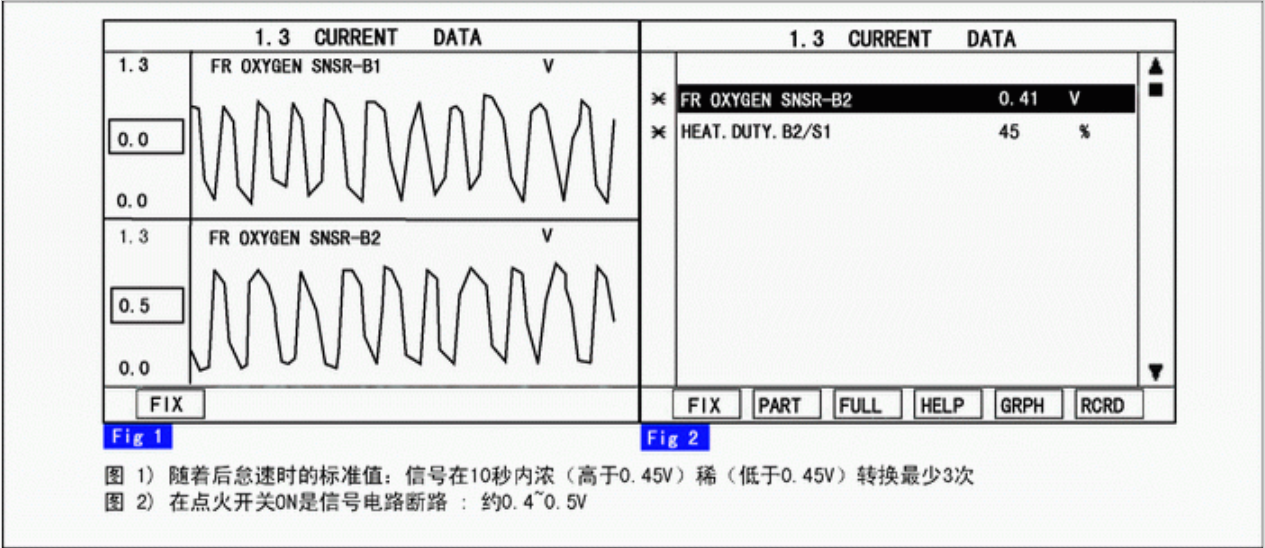 1.3 CURRENT DATA
1.3 FR OXYGEN SNSR-B1 V
0.0
0.0
1.3 FR OXYGEN SNSR-B2 V
0.5
0.0
FIX
Fig 1
1.3 CURRENT DATA
* FR OXYGEN SNSR-B2 0.41 V
* HEAT.DUTY.B2/S1 45 %
FIX PART FULL HELP GRPH RCRD
Fig 2
图 1) 随着后怠速时的标准值: 信号在10秒内浓（高于0.45V）稀（低于0.45V）转换最少3次
图 2) 在点火开关ON是信号电路断路 : 约0.4~0.5V